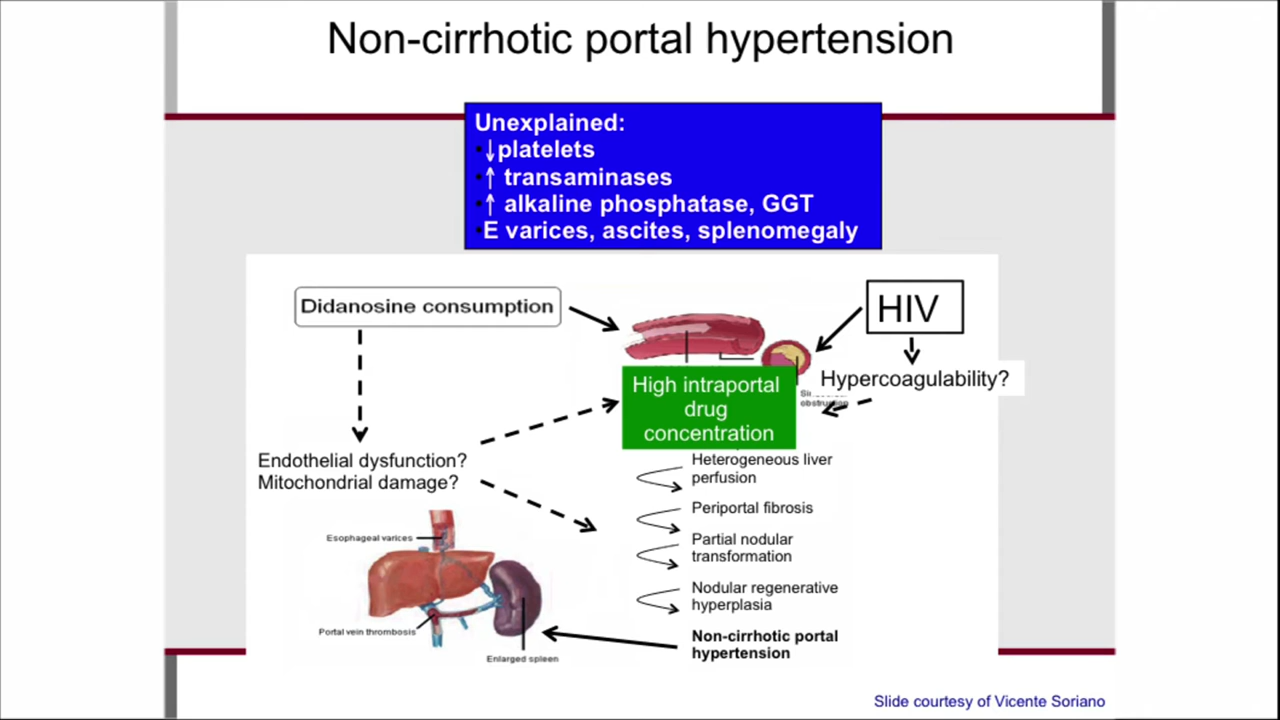 Non-cirrhotic portal hypertension
Unexplained:
•↓platelets
•↑ transaminases
•↑ alkaline phosphatase, GGT
•E varices, ascites, splenomegaly
Didanosine consumption
HIV
Hypercoagulability?
High intraportal
drug
concentration
obstruction
Endothelial dysfunction?
Mitochondrial damage?
Heterogeneous liver
perfusion
Periportal fibrosis
Partial nodular
transformation
Nodular regenerative
hyperplasia
Non-cirrhotic portal
hypertension
Esophageal varices
Portal vein thrombosis
Enlarged spleen
Slide courtesy of Vicente Soriano